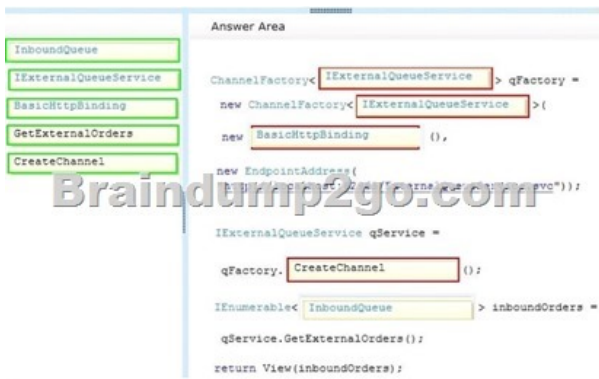 Answer Area
InboundQueue
IExternalQueueService
BasicHttpBinding
GetExternalOrders
CreateChannel
ChannelFactory< IExternalQueueService > qFactory =
new ChannelFactory< IExternalQueueService >(
new BasicHttpBinding (),
new EndpointAddress(
svc"));
Braindump2go.com
IExternalQueueService qService =
qFactory. CreateChannel ();
IEnumerable< InboundQueue > inboundOrders =
qService.GetExternalOrders();
return View(inboundOrders);